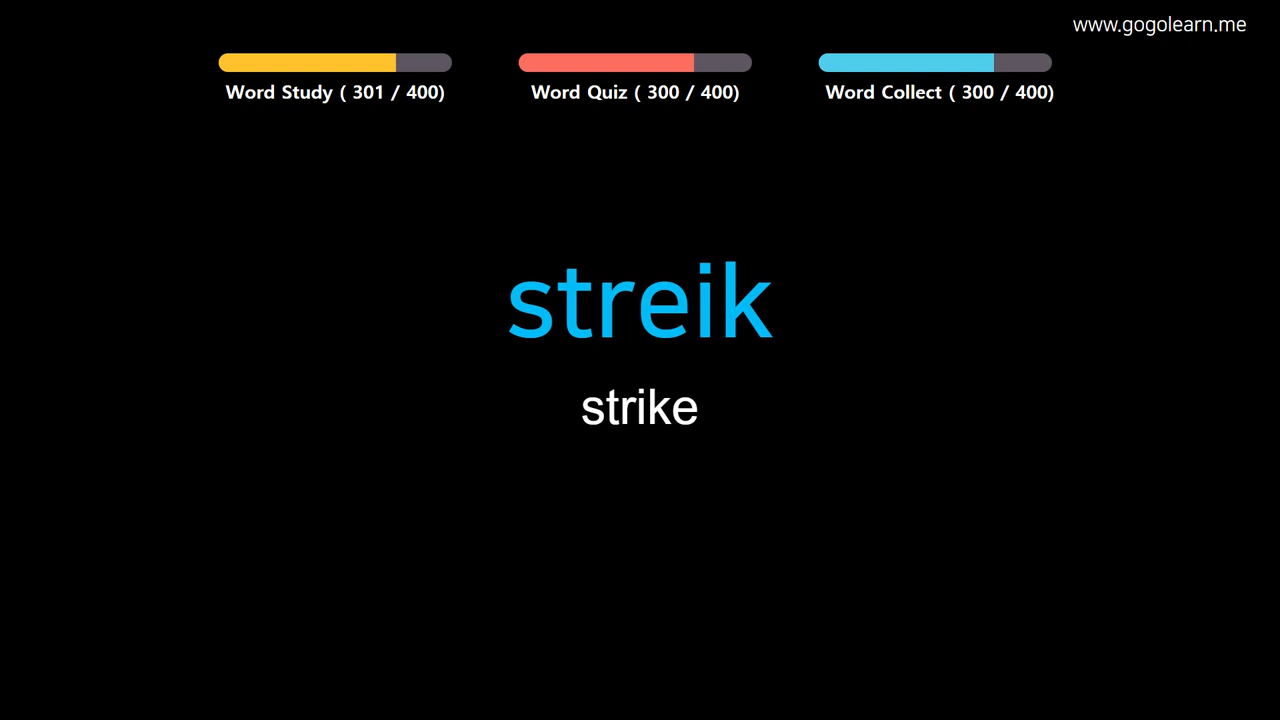 www.gogolearn.me
Word Study ( 301 / 400)
Word Quiz ( 300 / 400)
Word Collect ( 300 / 400)
streik
strike